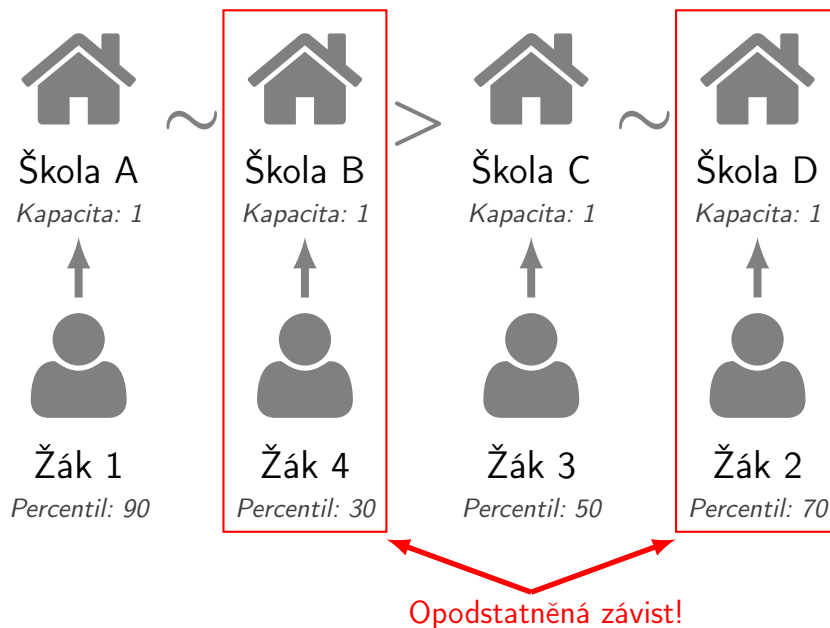 ∼ > ∼
Škola A Škola B Škola C Škola D
Kapacita: 1 Kapacita: 1 Kapacita: 1 Kapacita: 1
Žák 1 Žák 4 Žák 3 Žák 2
Percentil: 90 Percentil: 30 Percentil: 50 Percentil: 70
Opodstatněná závist!